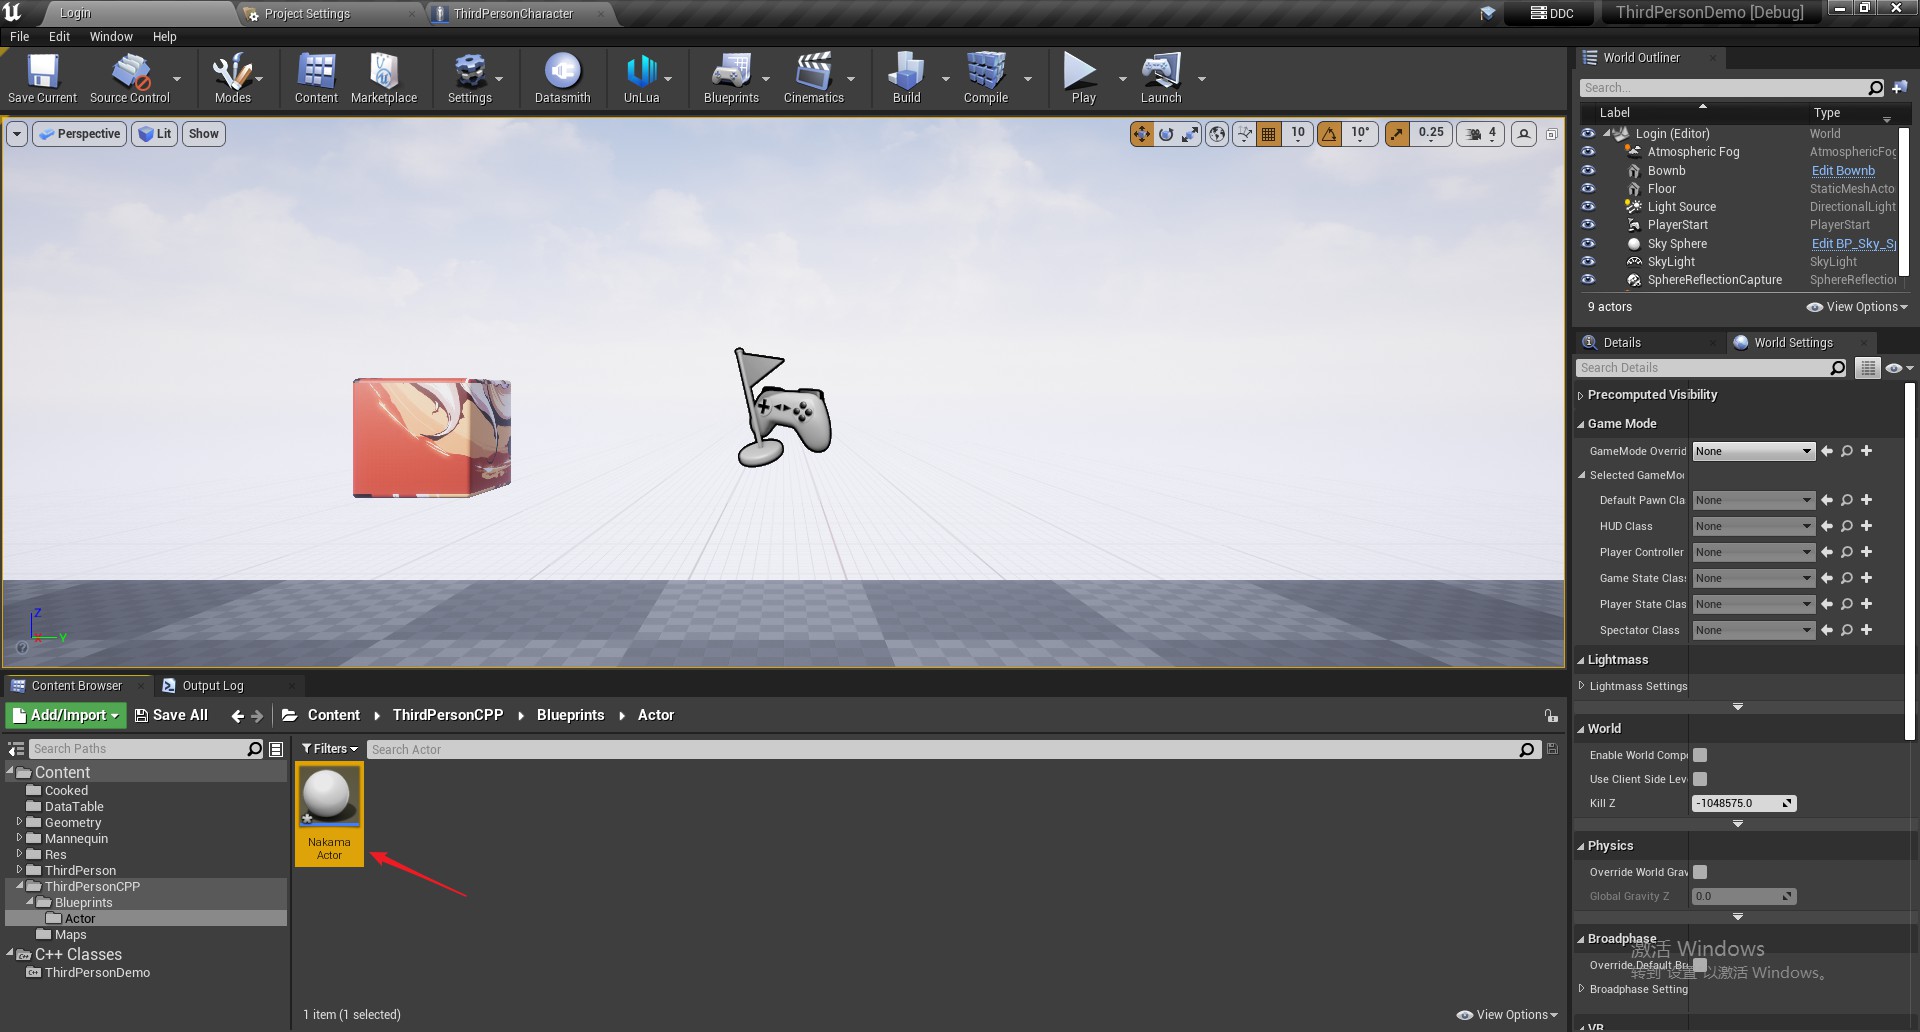 Login
Project Settings
ThirdPersonCharacter
DDC
ThirdPersonDemo [Debug]
File Edit Window Help
Save Current
Source Control
Modes
Content
Marketplace
Settings
Datasmith
UnLua
Blueprints
Cinematics
Build
Compile
Play
Launch
Perspective
Lit
Show
10
10°
0.25
4
Z
Y
World Outliner
Search...
Label Type
Login (Editor) World
Atmospheric Fog AtmosphericFog
Bownb Edit Bownb
Floor StaticMeshActo
Light Source DirectionalLight
PlayerStart PlayerStart
Sky Sphere Edit BP_Sky_Sp
SkyLight SkyLight
SphereReflectionCapture SphereReflection
9 actors
View Options
Details
World Settings
Search Details
Precomputed Visibility
Game Mode
GameMode Overrid None
Selected GameMo
Default Pawn Cla None
HUD Class None
Player Controller None
Game State Class None
Player State Clas None
Spectator Class None
Lightmass
Lightmass Settings
World
Enable World Compo
Use Client Side Leve
Kill Z -1048575.0
Physics
Override World Grav
Global Gravity Z 0.0
Broadphase
Override Default Br
Broadphase Setting
VR
激活 Windows
转到"设置"以激活 Windows。
Content Browser
Output Log
Add/Import
Save All
Content
ThirdPersonCPP
Blueprints
Actor
Search Paths
Filters
Search Actor
Content
Cooked
DataTable
Geometry
Mannequin
Res
ThirdPerson
ThirdPersonCPP
Blueprints
Actor
Maps
C++ Classes
ThirdPersonDemo
Nakama
Actor
1 item (1 selected)
View Options